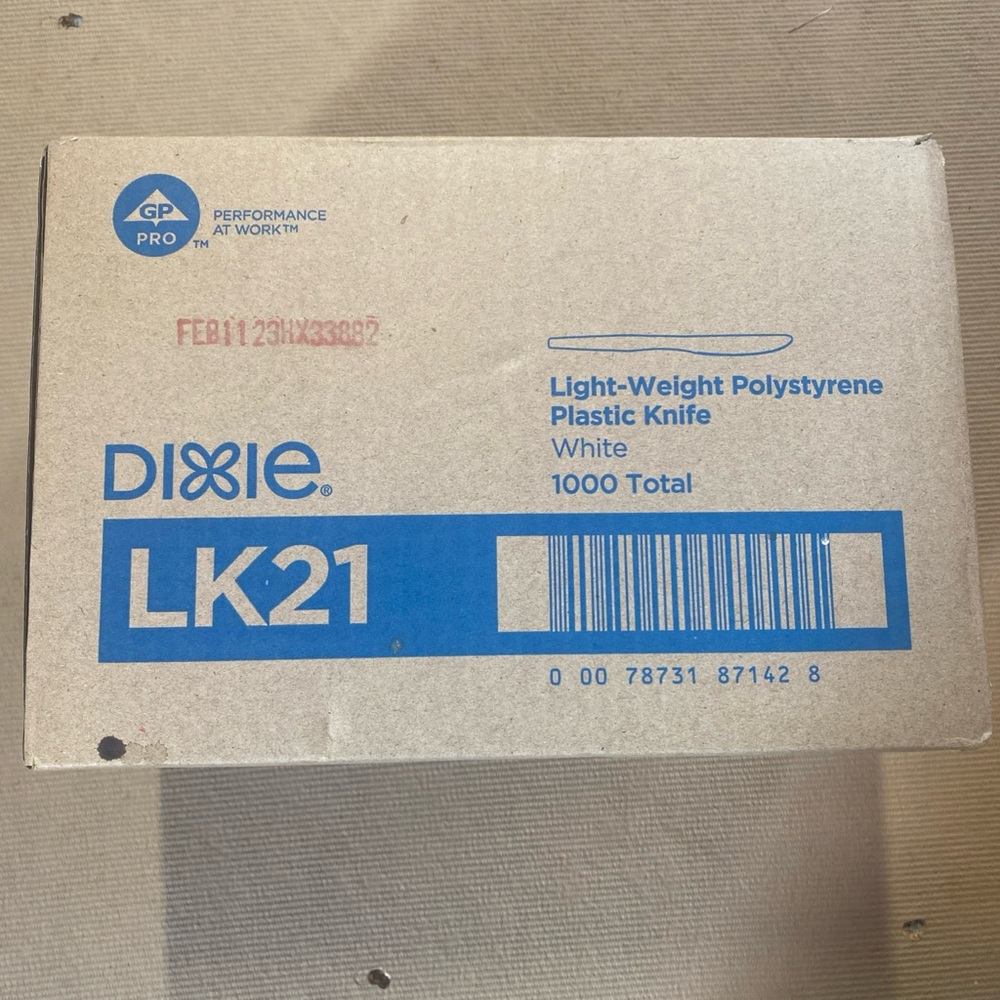 GP
PRO ™
PERFORMANCE
AT WORK™
FEB11 23HX33882
Light-Weight Polystyrene
Plastic Knife
White
1000 Total
DIXIE®
LK21
0 00 78731 87142 8